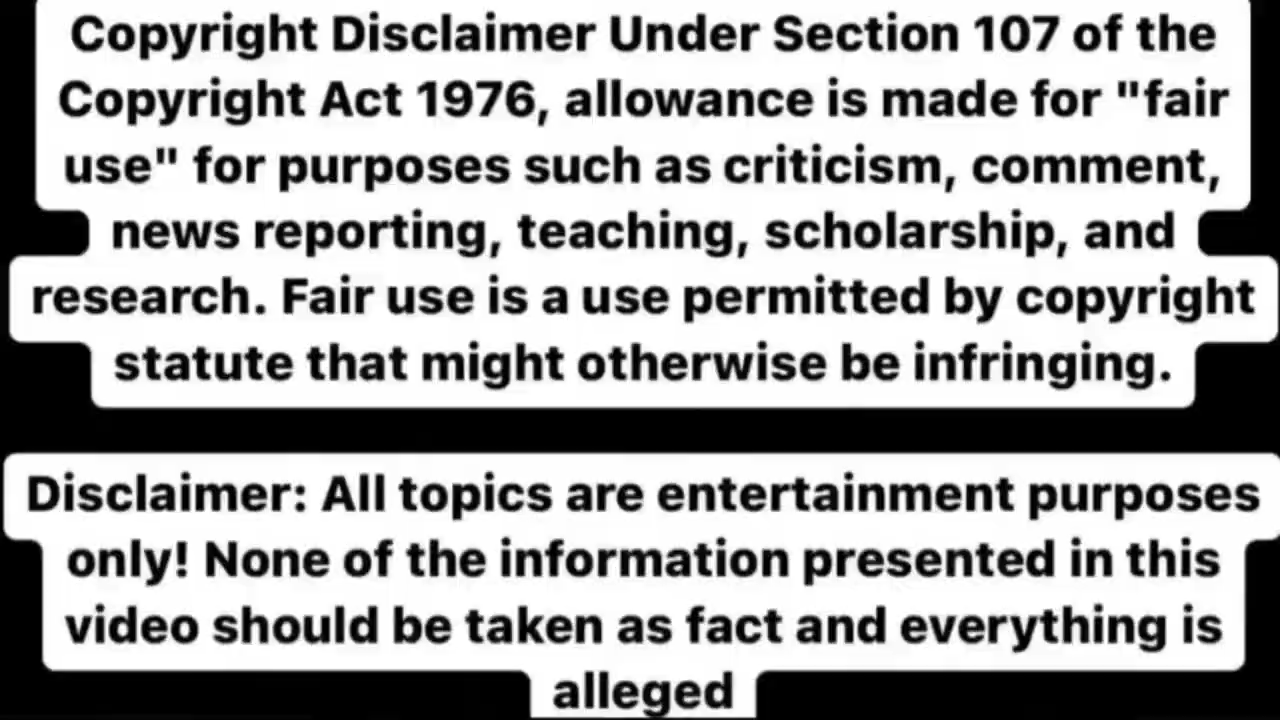 Copyright Disclaimer Under Section 107 of the
Copyright Act 1976, allowance is made for "fair
use" for purposes such as criticism, comment,
news reporting, teaching, scholarship, and
research. Fair use is a use permitted by copyright
statute that might otherwise be infringing.
Disclaimer: All topics are entertainment purposes
only! None of the information presented in this
video should be taken as fact and everything is
alleged